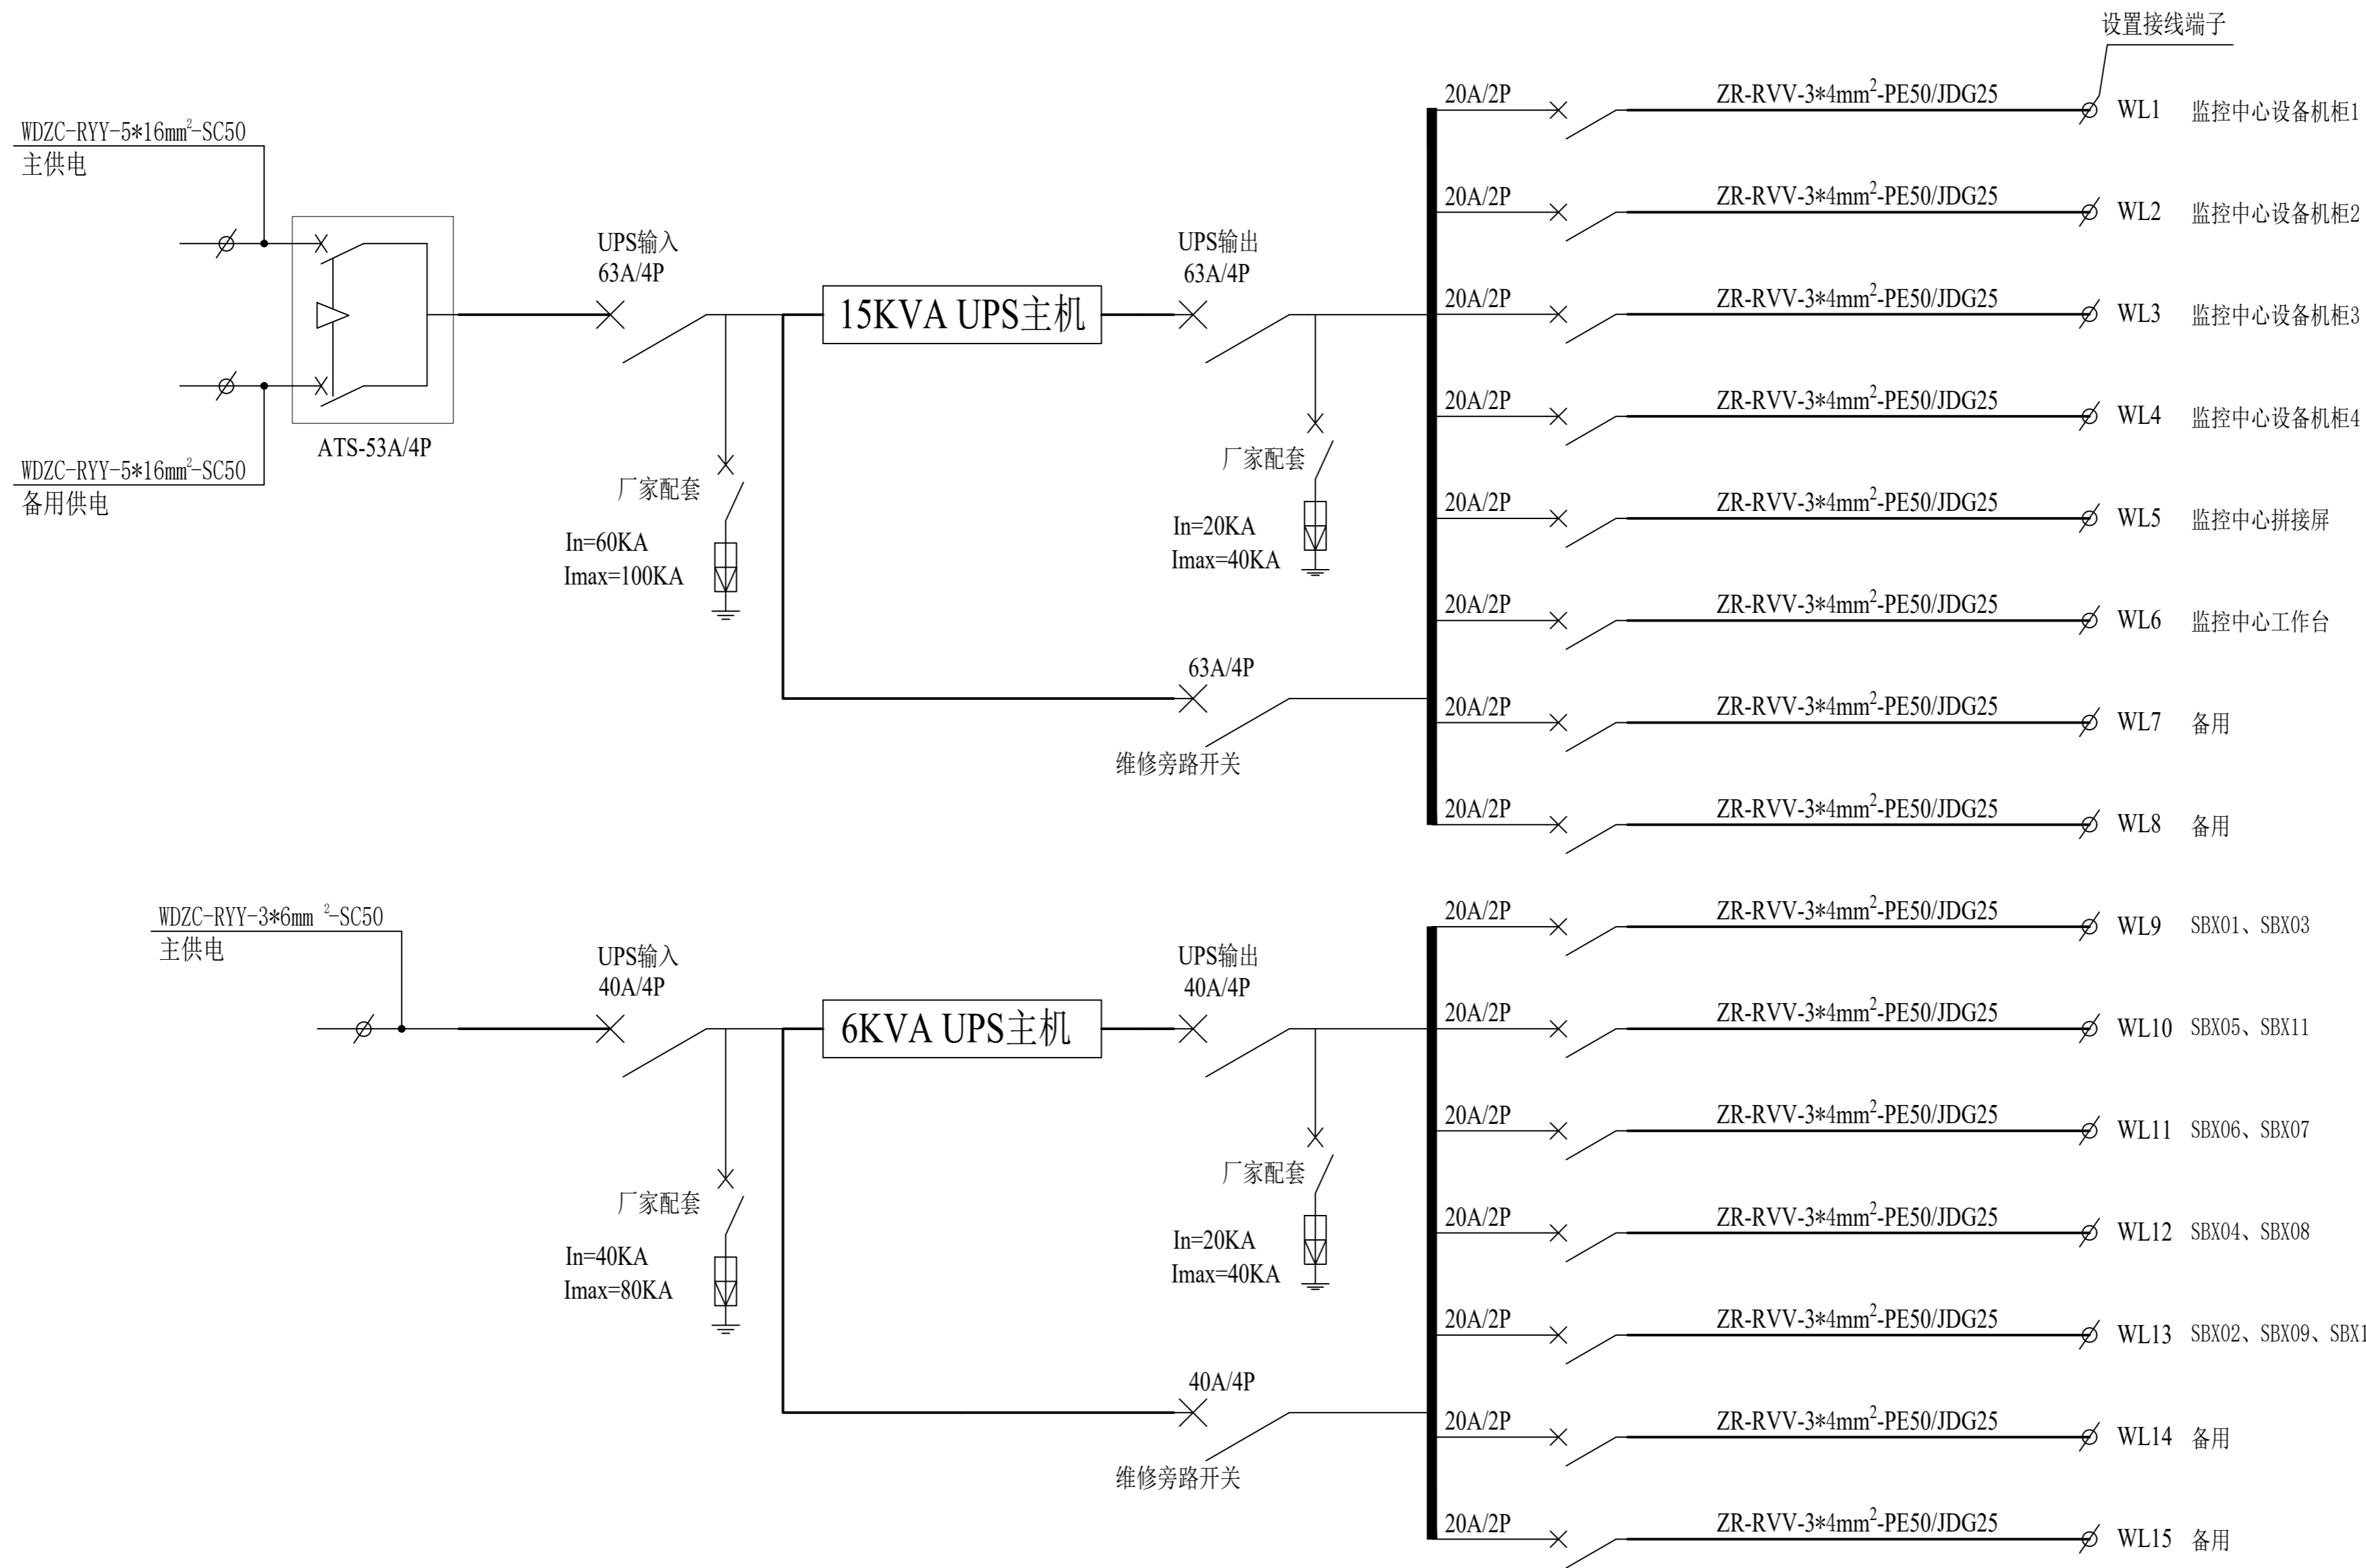 设置接线端子
WDZC-RYY-5*16mm²-SC50
主供电
WDZC-RYY-5*16mm²-SC50
备用供电
ATS-53A/4P
UPS输入
63A/4P
厂家配套
In=60KA
Imax=100KA
15KVA UPS主机
UPS输出
63A/4P
厂家配套
In=20KA
Imax=40KA
63A/4P
维修旁路开关
20A/2P ZR-RVV-3*4mm²-PE50/JDG25 WL1 监控中心设备机柜1
20A/2P ZR-RVV-3*4mm²-PE50/JDG25 WL2 监控中心设备机柜2
20A/2P ZR-RVV-3*4mm²-PE50/JDG25 WL3 监控中心设备机柜3
20A/2P ZR-RVV-3*4mm²-PE50/JDG25 WL4 监控中心设备机柜4
20A/2P ZR-RVV-3*4mm²-PE50/JDG25 WL5 监控中心拼接屏
20A/2P ZR-RVV-3*4mm²-PE50/JDG25 WL6 监控中心工作台
20A/2P ZR-RVV-3*4mm²-PE50/JDG25 WL7 备用
20A/2P ZR-RVV-3*4mm²-PE50/JDG25 WL8 备用
WDZC-RYY-3*6mm ²-SC50
主供电
UPS输入
40A/4P
厂家配套
In=40KA
Imax=80KA
6KVA UPS主机
UPS输出
40A/4P
厂家配套
In=20KA
Imax=40KA
40A/4P
维修旁路开关
20A/2P ZR-RVV-3*4mm²-PE50/JDG25 WL9 SBX01、SBX03
20A/2P ZR-RVV-3*4mm²-PE50/JDG25 WL10 SBX05、SBX11
20A/2P ZR-RVV-3*4mm²-PE50/JDG25 WL11 SBX06、SBX07
20A/2P ZR-RVV-3*4mm²-PE50/JDG25 WL12 SBX04、SBX08
20A/2P ZR-RVV-3*4mm²-PE50/JDG25 WL13 SBX02、SBX09、SBX1
20A/2P ZR-RVV-3*4mm²-PE50/JDG25 WL14 备用
20A/2P ZR-RVV-3*4mm²-PE50/JDG25 WL15 备用